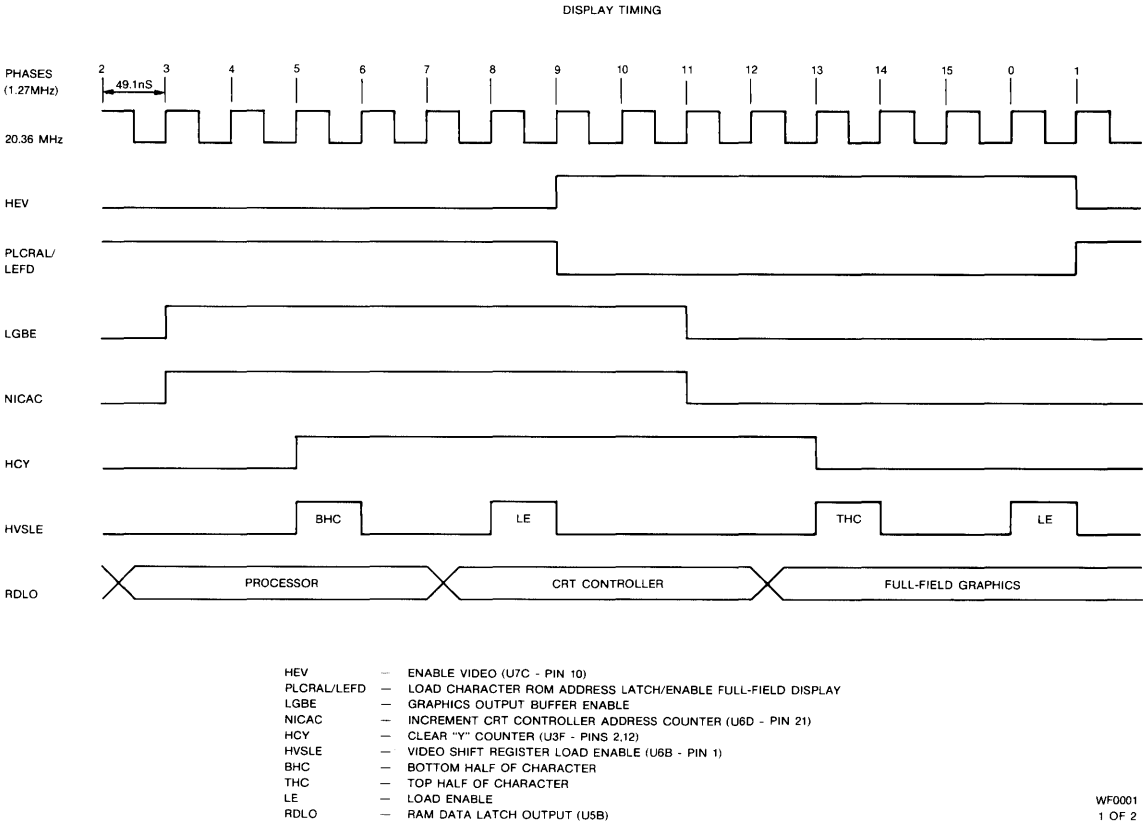 DISPLAY TIMING
PHASES
(1.27MHz)
2 3 4 5 6 7 8 9 10 11 12 13 14 15 0 1
49.1nS
20.36 MHz
HEV
PLCRAL/
LEFD
LGBE
NICAC
HCY
HVSLE
BHC LE THC LE
RDLO
PROCESSOR CRT CONTROLLER FULL-FIELD GRAPHICS
HEV — ENABLE VIDEO (U7C - PIN 10)
PLCRAL/LEFD — LOAD CHARACTER ROM ADDRESS LATCH/ENABLE FULL-FIELD DISPLAY
LGBE — GRAPHICS OUTPUT BUFFER ENABLE
NICAC — INCREMENT CRT CONTROLLER ADDRESS COUNTER (U6D - PIN 21)
HCY — CLEAR "Y" COUNTER (U3F - PINS 2,12)
HVSLE — VIDEO SHIFT REGISTER LOAD ENABLE (U6B - PIN 1)
BHC — BOTTOM HALF OF CHARACTER
THC — TOP HALF OF CHARACTER
LE — LOAD ENABLE
RDLO — RAM DATA LATCH OUTPUT (U5B)
WF0001
1 OF 2